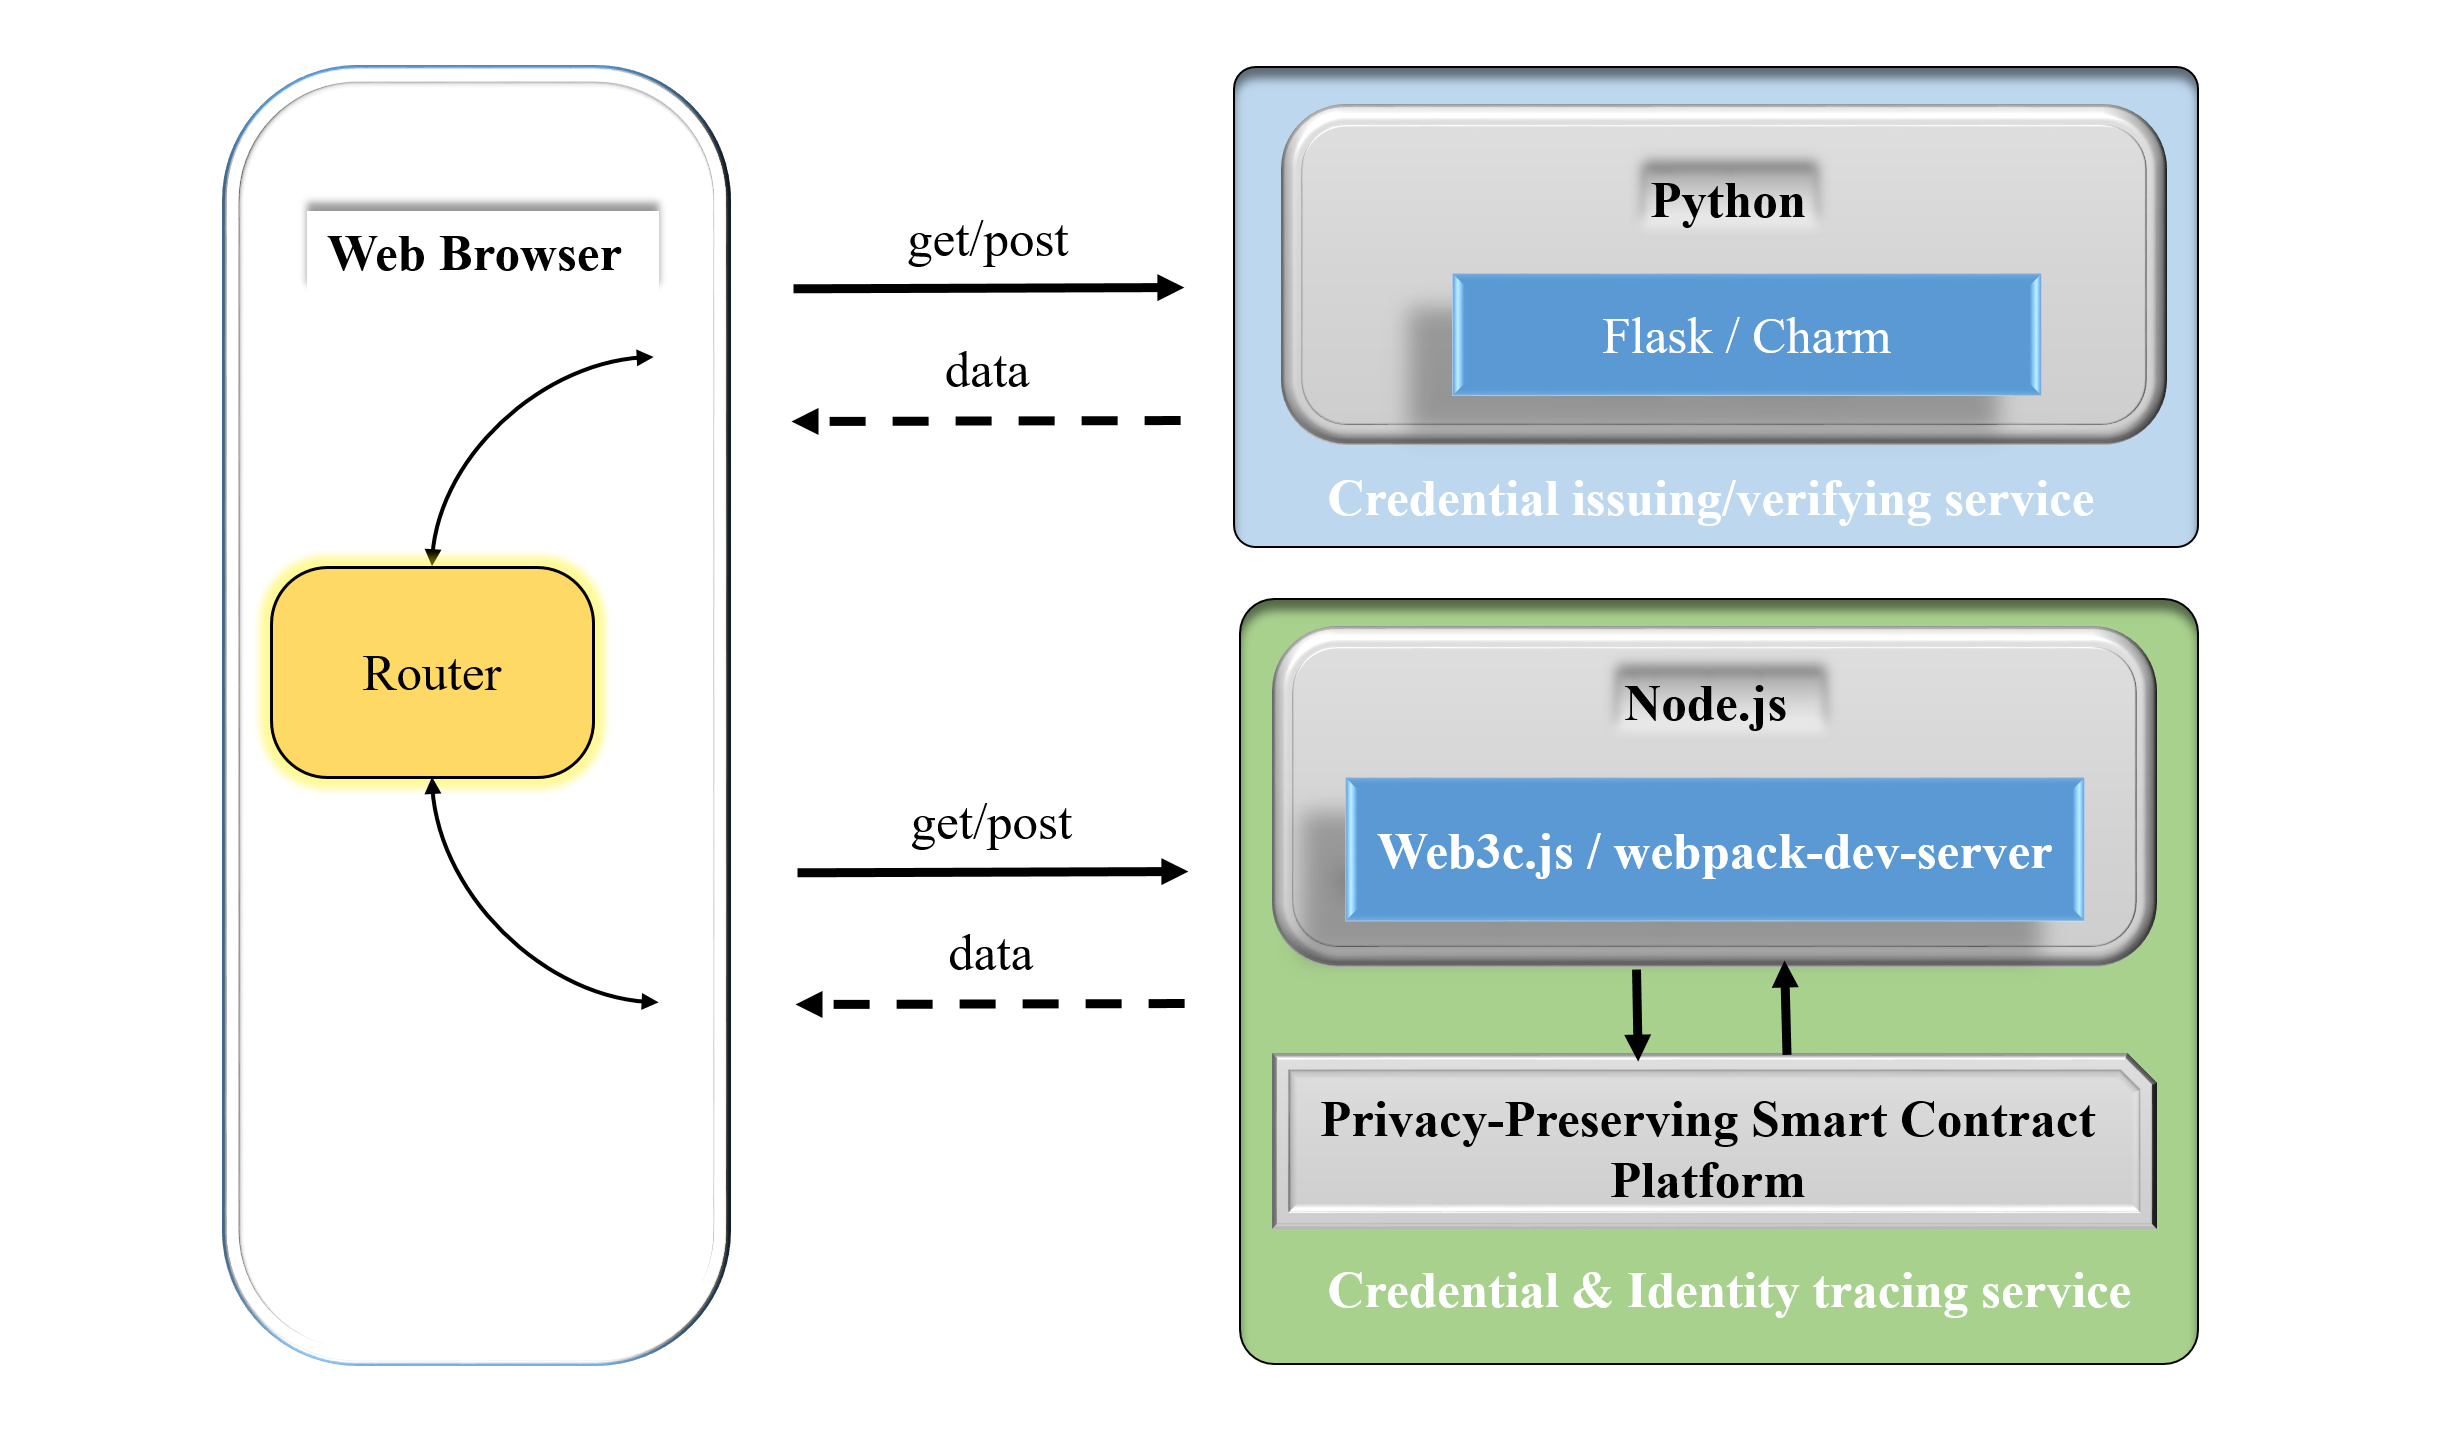 Web Browser
Router
get/post
data
get/post
data
Python
Flask / Charm
Credential issuing/verifying service
Node.js
Web3c.js / webpack-dev-server
Privacy-Preserving Smart Contract
Platform
Credential & Identity tracing service